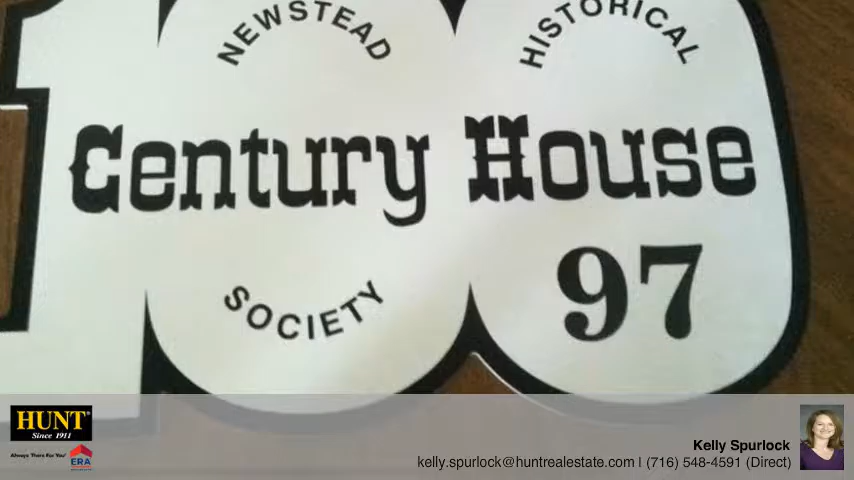 NEWSTEAD HISTORICAL
Century House
SOCIETY
97
HUNT
Since 1911
Always There For You
ERA
Kelly Spurlock
kelly.spurlock@huntrealestate.com | (716) 548-4591 (Direct)